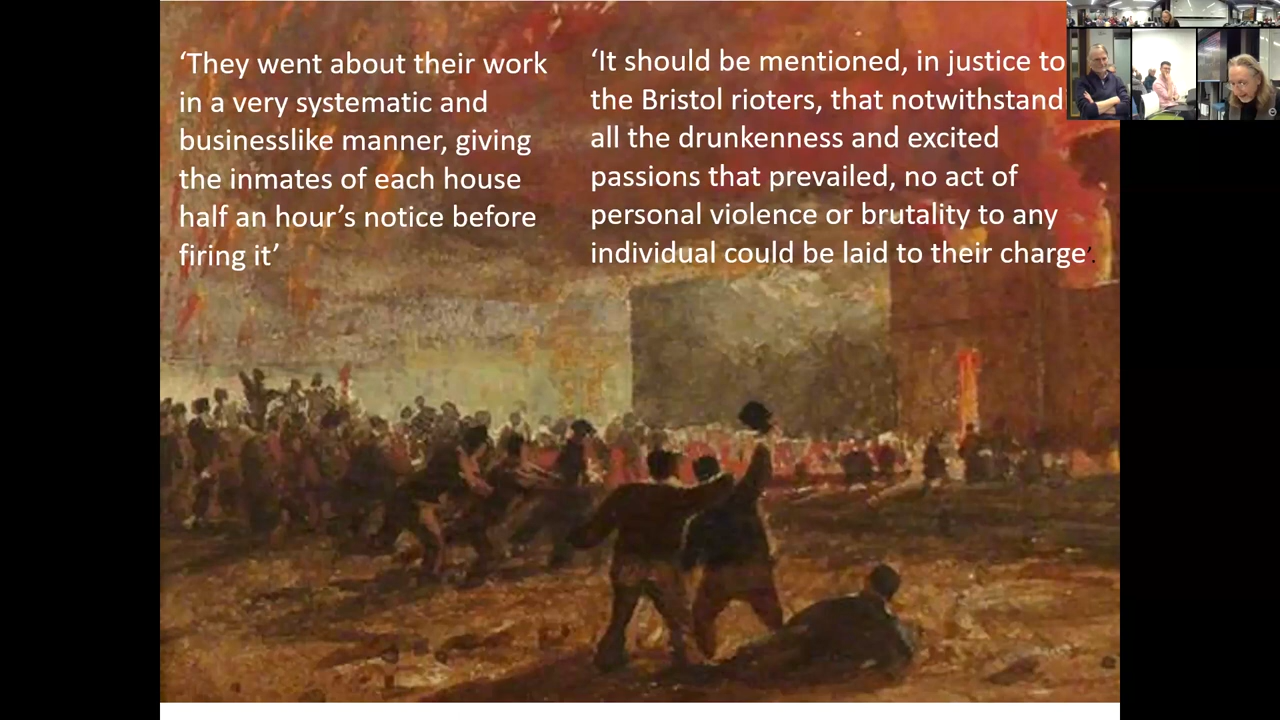 ‘They went about their work
in a very systematic and
businesslike manner, giving
the inmates of each house
half an hour’s notice before
firing it’
‘It should be mentioned, in justice to
the Bristol rioters, that notwithstand
all the drunkenness and excited
passions that prevailed, no act of
personal violence or brutality to any
individual could be laid to their charge’.